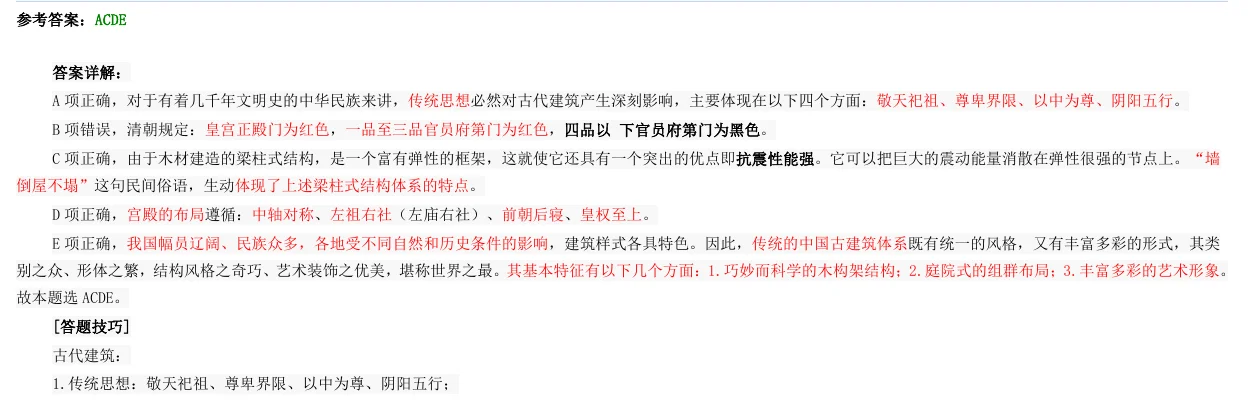 参考答案：ACDE
答案详解：
A 项正确，对于有着几千年文明史的中华民族来讲，传统思想必然对古代建筑产生深刻影响，主要体现在以下四个方面：敬天祀祖、尊卑界限、以中为尊、阴阳五行。
B 项错误，清朝规定：皇宫正殿门为红色，一品至三品官员府第门为红色，四品以 下官员府第门为黑色。
C 项正确，由于木材建造的梁柱式结构，是一个富有弹性的框架，这就使它还具有一个突出的优点即抗震性能强。它可以把巨大的震动能量消散在弹性很强的节点上。“墙
倒屋不塌”这句民间俗语，生动体现了上述梁柱式结构体系的特点。
D 项正确，宫殿的布局遵循：中轴对称、左祖右社（左庙右社）、前朝后寝、皇权至上。
E 项正确，我国幅员辽阔、民族众多，各地受不同自然和历史条件的影响，建筑样式各具特色。因此，传统的中国古建筑体系既有统一的风格，又有丰富多彩的形式，其类
别之众、形体之繁，结构风格之奇巧、艺术装饰之优美，堪称世界之最。其基本特征有以下几个方面：1.巧妙而科学的木构架结构；2.庭院式的组群布局；3.丰富多彩的艺术形象。
故本题选 ACDE。
[答题技巧]
古代建筑：
1.传统思想：敬天祀祖、尊卑界限、以中为尊、阴阳五行；